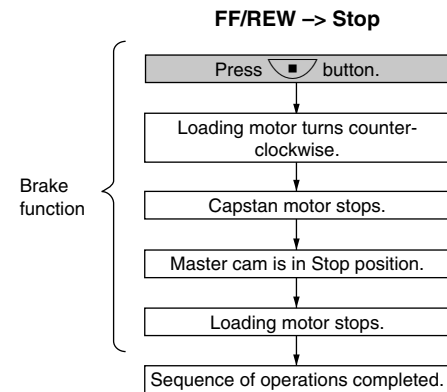 FF/REW –> Stop
Press button.
Loading motor turns counter-
clockwise.
Capstan motor stops.
Brake
function
Master cam is in Stop position.
Loading motor stops.
Sequence of operations completed.